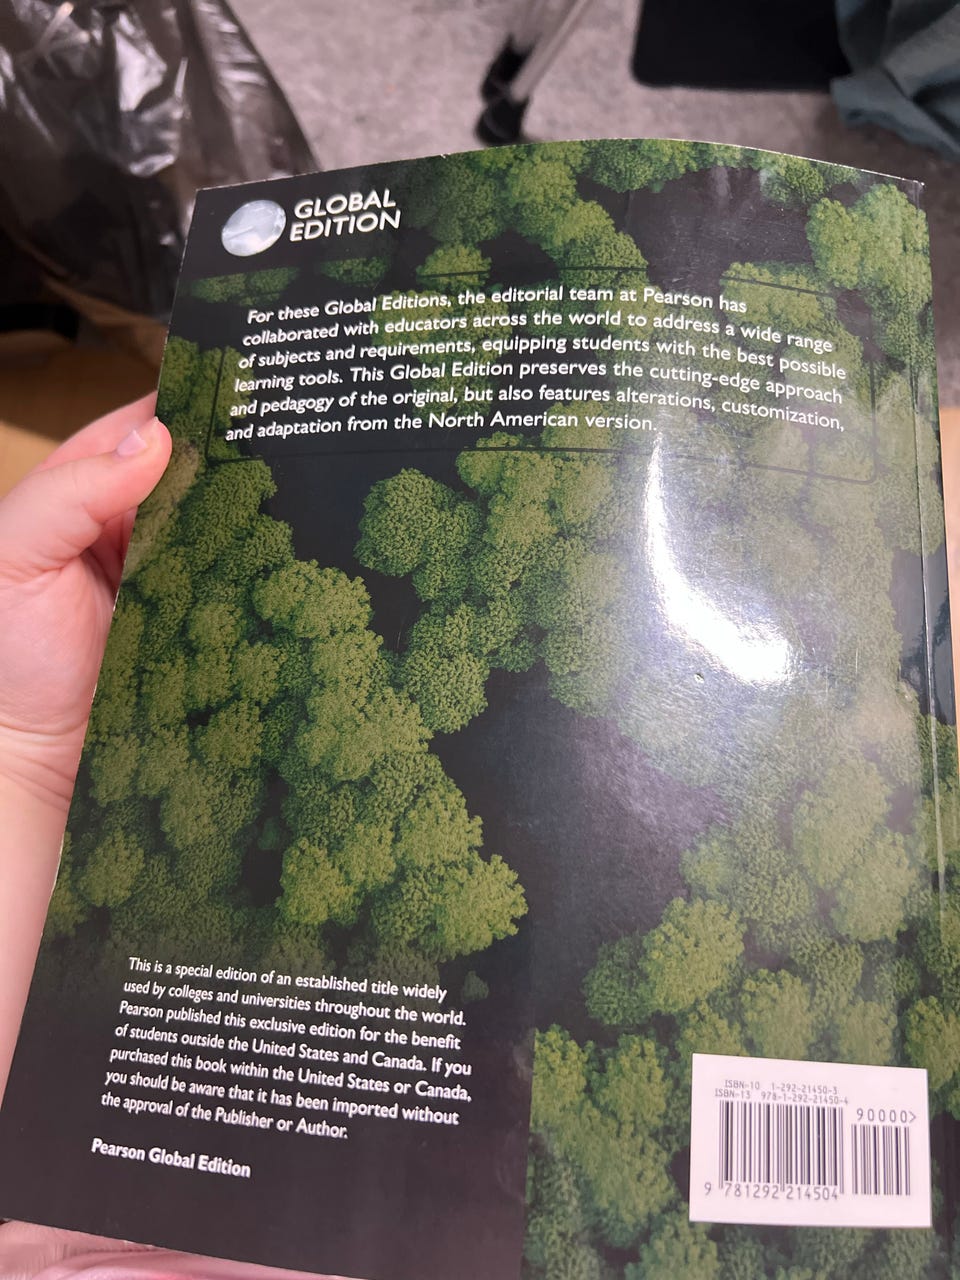 GLOBAL
EDITION
For these Global Editions, the editorial team at Pearson has
collaborated with educators across the world to address a wide range
of subjects and requirements, equipping students with the best possible
learning tools. This Global Edition preserves the cutting-edge approach
and pedagogy of the original, but also features alterations, customization,
and adaptation from the North American version.
This is a special edition of an established title widely
used by colleges and universities throughout the world.
Pearson published this exclusive edition for the benefit
of students outside the United States and Canada. If you
purchased this book within the United States or Canada,
you should be aware that it has been imported without
the approval of the Publisher or Author.
Pearson Global Edition
ISBN-10 1-292-21450-3
ISBN-13 978-1-292-21450-4
90000>
9 781292 214504